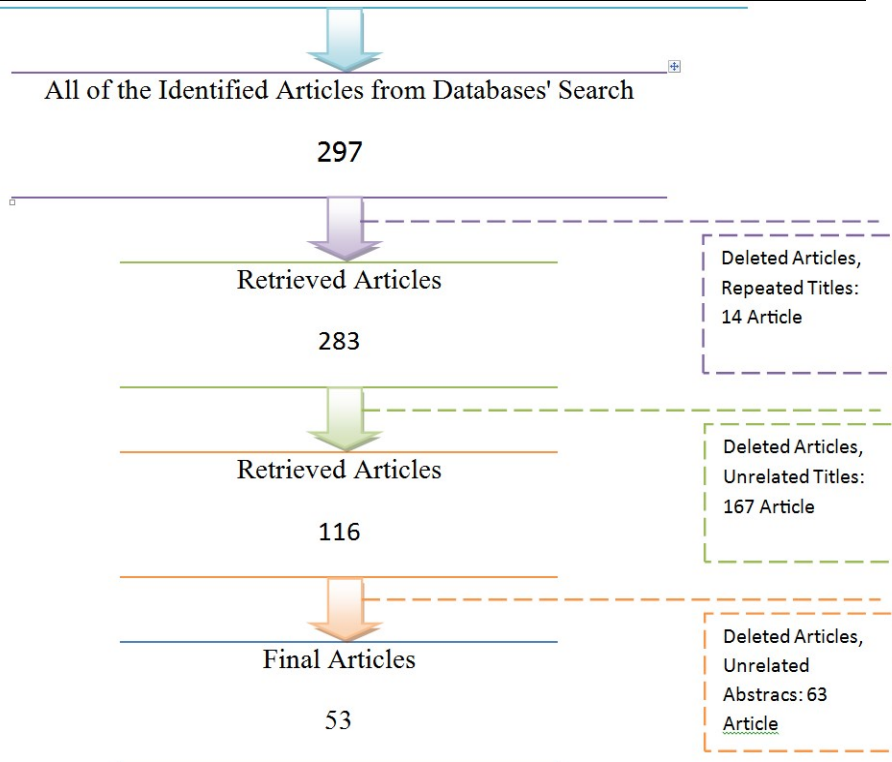 All of the Identified Articles from Databases' Search
297
Deleted Articles,
Repeated Titles:
14 Article
Retrieved Articles
283
Deleted Articles,
Unrelated Titles:
167 Article
Retrieved Articles
116
Deleted Articles,
Unrelated
Abstracs: 63
Article
Final Articles
53